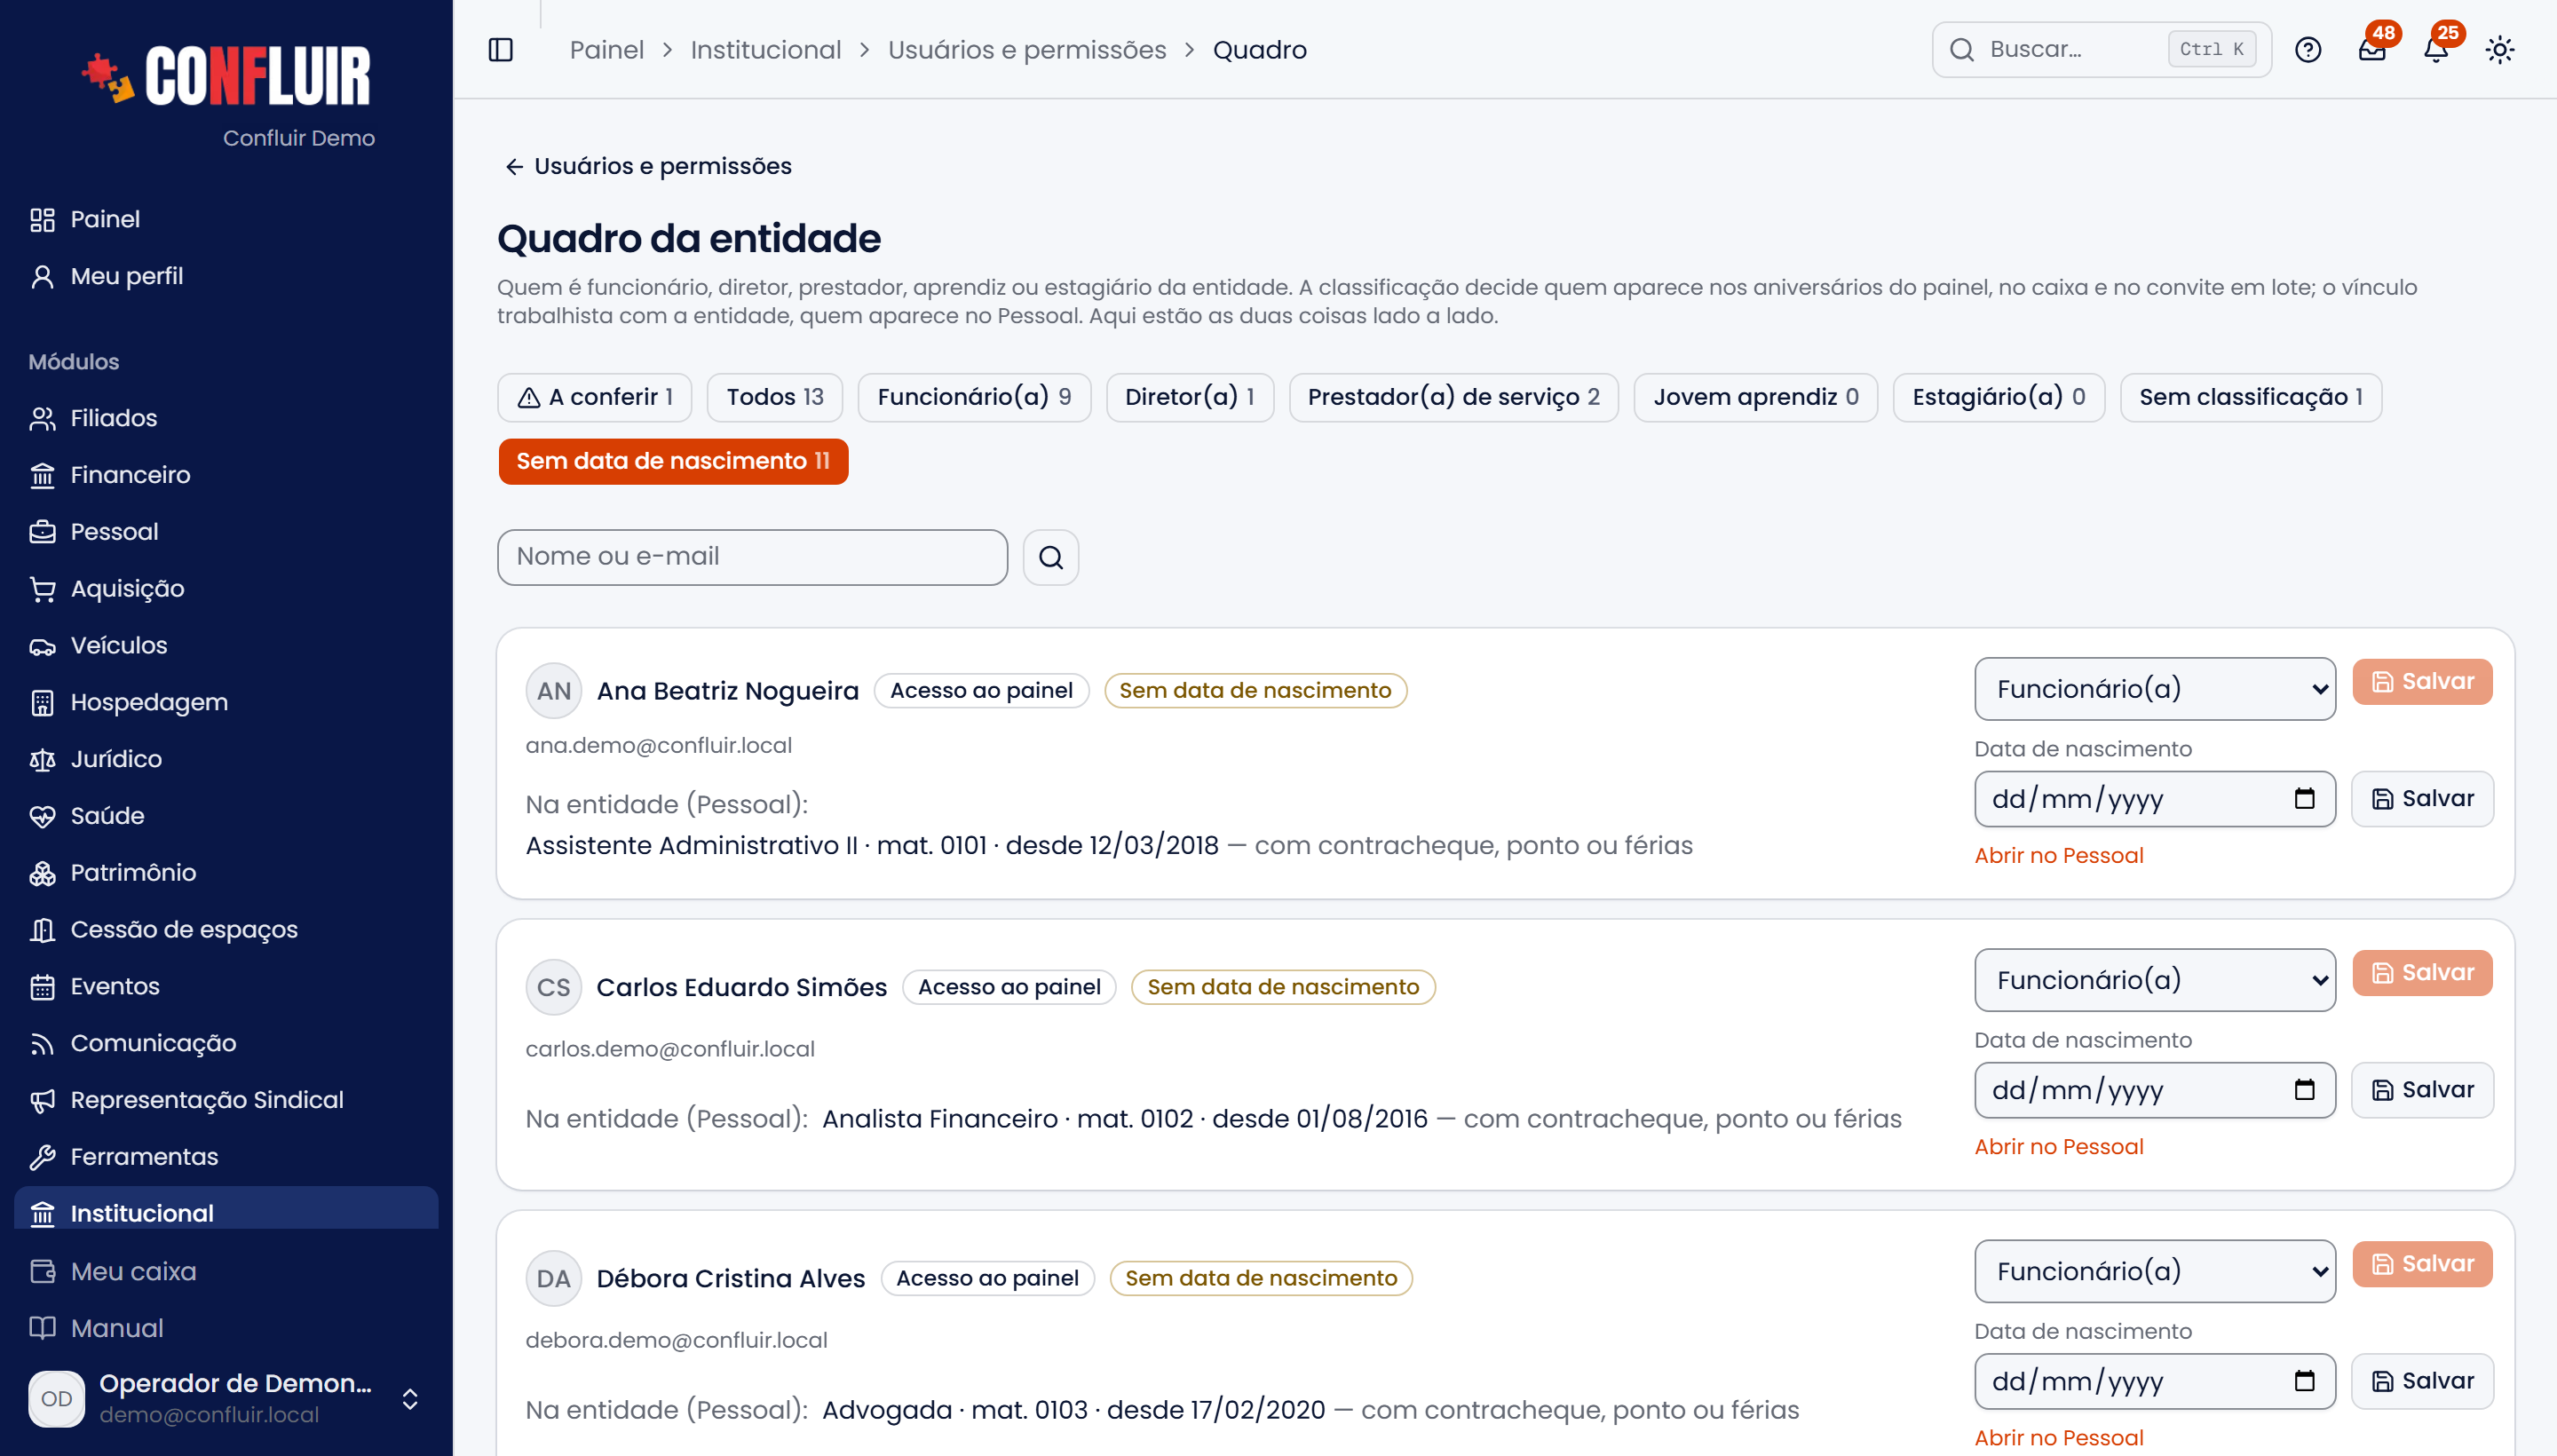 CONFLUIR
Confluir Demo
Painel
Meu perfil
Módulos
Filiados
Financeiro
Pessoal
Aquisição
Veículos
Hospedagem
Jurídico
Saúde
Patrimônio
Cessão de espaços
Eventos
Comunicação
Representação Sindical
Ferramentas
Institucional
Meu caixa
Manual
OD
Operador de Demon...
demo@confluir.local
Painel > Institucional > Usuários e permissões > Quadro
Buscar... Ctrl K
48
25
← Usuários e permissões
Quadro da entidade
Quem é funcionário, diretor, prestador, aprendiz ou estagiário da entidade. A classificação decide quem aparece nos aniversários do painel, no caixa e no convite em lote; o vínculo
trabalhista com a entidade, quem aparece no Pessoal. Aqui estão as duas coisas lado a lado.
A conferir 1 Todos 13 Funcionário(a) 9 Diretor(a) 1 Prestador(a) de serviço 2 Jovem aprendiz 0 Estagiário(a) 0 Sem classificação 1
Sem data de nascimento 11
Nome ou e-mail
AN Ana Beatriz Nogueira Acesso ao painel Sem data de nascimento
ana.demo@confluir.local
Na entidade (Pessoal):
Assistente Administrativo II · mat. 0101 · desde 12/03/2018 — com contracheque, ponto ou férias
Funcionário(a) Salvar
Data de nascimento
dd/mm/yyyy Salvar
Abrir no Pessoal
CS Carlos Eduardo Simões Acesso ao painel Sem data de nascimento
carlos.demo@confluir.local
Na entidade (Pessoal): Analista Financeiro · mat. 0102 · desde 01/08/2016 — com contracheque, ponto ou férias
Funcionário(a) Salvar
Data de nascimento
dd/mm/yyyy Salvar
Abrir no Pessoal
DA Débora Cristina Alves Acesso ao painel Sem data de nascimento
debora.demo@confluir.local
Na entidade (Pessoal): Advogada · mat. 0103 · desde 17/02/2020 — com contracheque, ponto ou férias
Funcionário(a) Salvar
Data de nascimento
dd/mm/yyyy Salvar
Abrir no Pessoal